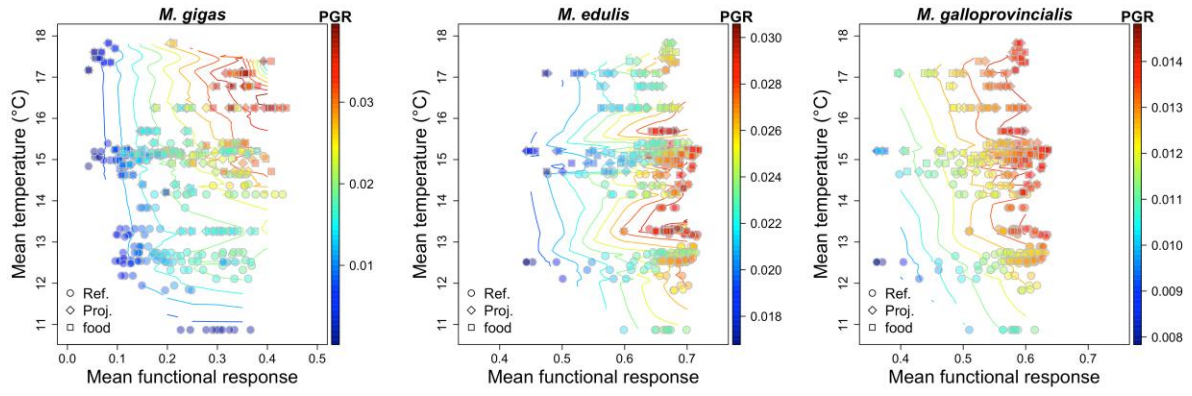 M. gigas
PGR
18
17
16
15
14
13
12
11
Mean temperature (°C)
0.03
0.02
0.01
Ref.
Proj.
food
0.0 0.1 0.2 0.3 0.4 0.5
Mean functional response
M. edulis
PGR
18
17
16
15
14
13
12
11
Mean temperature (°C)
0.030
0.028
0.026
0.024
0.022
0.020
0.018
Ref.
Proj.
food
0.4 0.5 0.6 0.7
Mean functional response
M. galloprovincialis
PGR
18
17
16
15
14
13
12
11
Mean temperature (°C)
0.014
0.013
0.012
0.011
0.010
0.009
0.008
Ref.
Proj.
food
0.4 0.5 0.6 0.7
Mean functional response